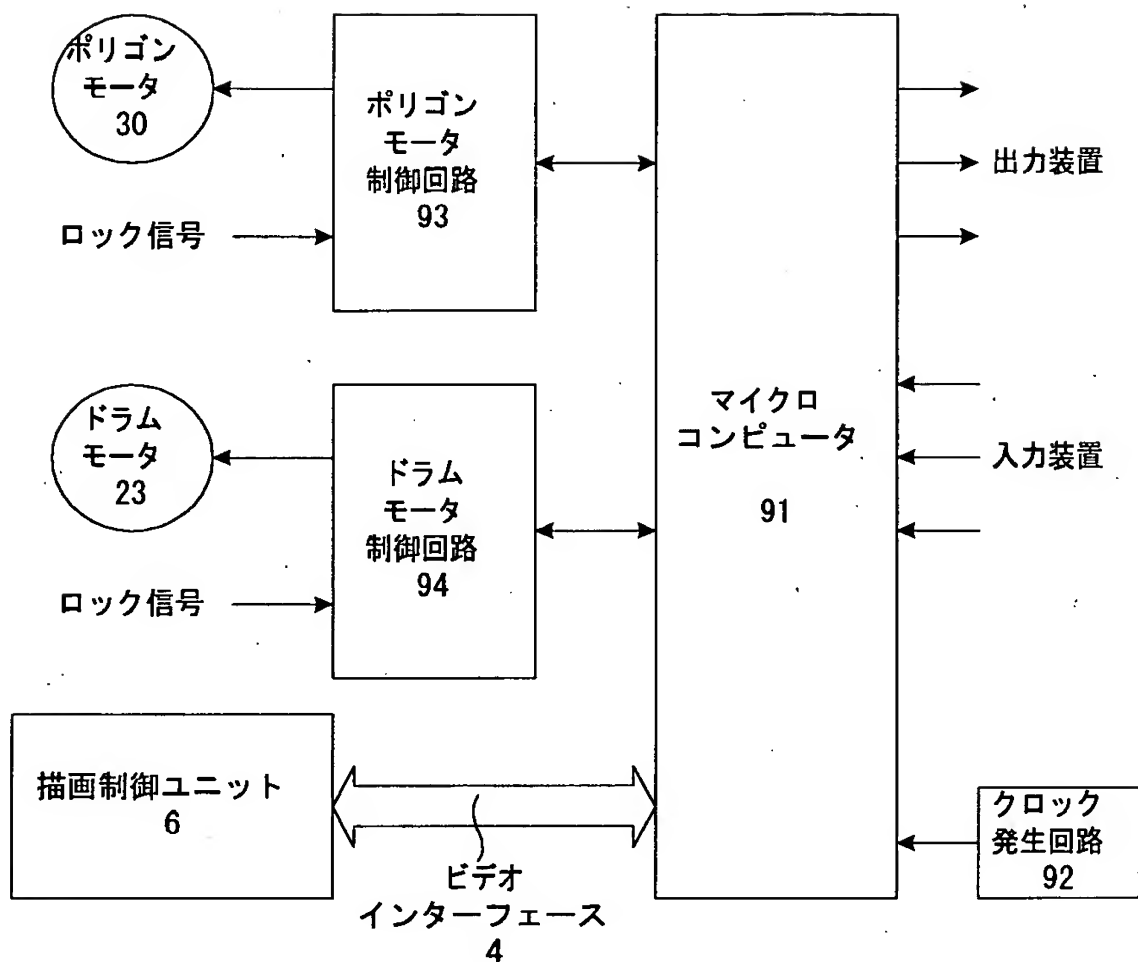 ポリゴン
モータ
30
ポリゴン
モータ
制御回路
93
ロック信号
出力装置
ドラム
モータ
23
ドラム
モータ
制御回路
94
ロック信号
マイクロ
コンピュータ
91
入力装置
描画制御ユニット
6
ビデオ
インターフェース
4
クロック
発生回路
92